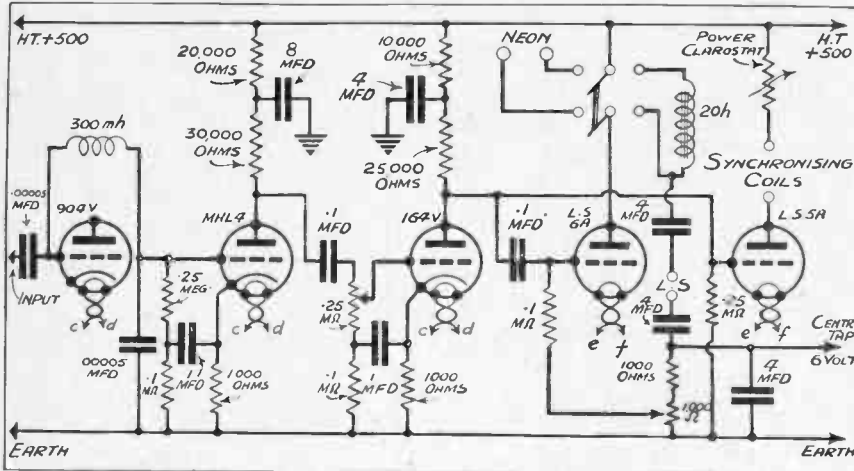 HT.+500
20,000
OHMS
8
MFD
10,000
OHMS
4
MFD
NEON
POWER
CLAROSTAT
H.T
+500
300 mh
30,000
OHMS
25000
OHMS
20h
SYNCHRONISING
COILS
.00005
MFD
904V
MHL4
164V
L.S
6A
4
MFD
LS5A
INPUT
.1
MFD
.1
MFD.
L S
.25
MEG.
.25
MΩ
.1
MΩ
4
MFD
.25
MΩ
c d
c d
e f
e f
CENTRE
TAP
6 VOLT
.00005
MFD
.1
MΩ
MFD
1000
OHMS
.1
MΩ
1
MFD
1000
OHMS
1000
OHMS
1,000
Ω
4
MFD
EARTH
EARTH